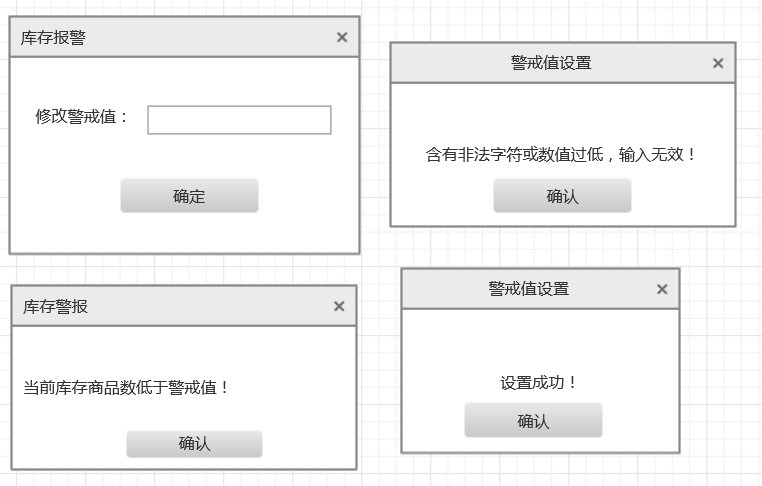 库存报警
修改警戒值：
确定
警戒值设置
含有非法字符或数值过低，输入无效！
确认
库存警报
当前库存商品数低于警戒值！
确认
警戒值设置
设置成功！
确认